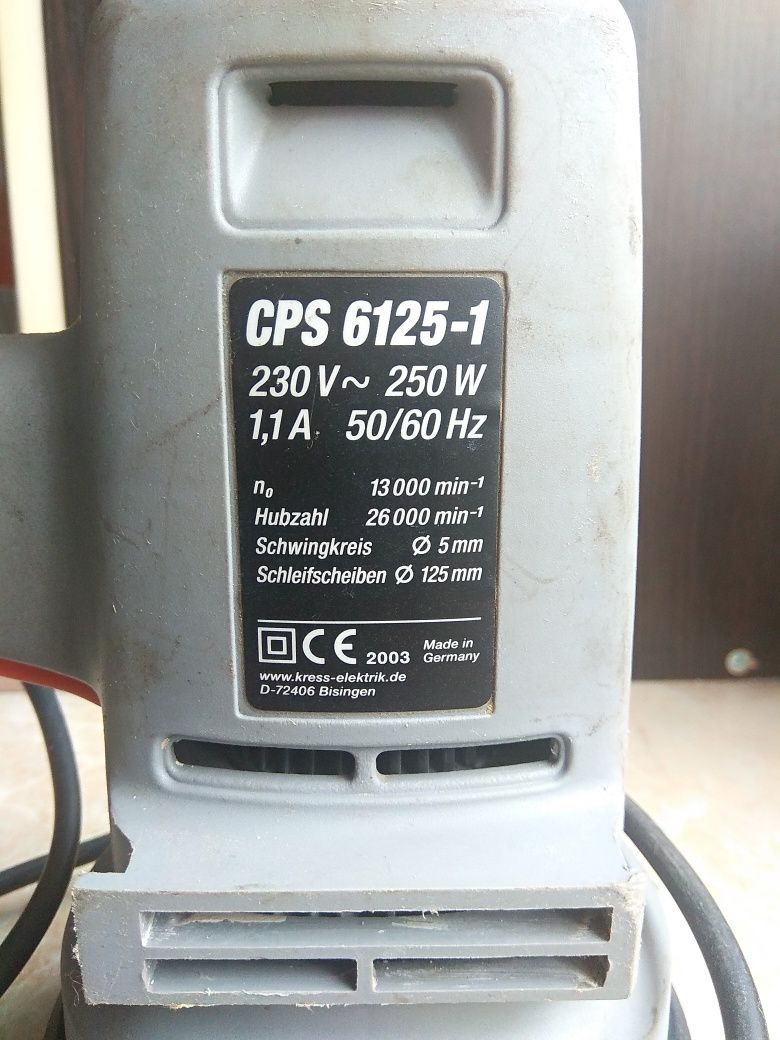 CPS 6125-1
230 V~ 250 W
1,1 A 50/60 Hz
n₀ 13 000 min⁻¹
Hubzahl 26 000 min⁻¹
Schwingkreis Ø 5 mm
Schleifscheiben Ø 125 mm
CE 2003 Made in
Germany
www.kress-elektrik.de
D-72406 Bisingen